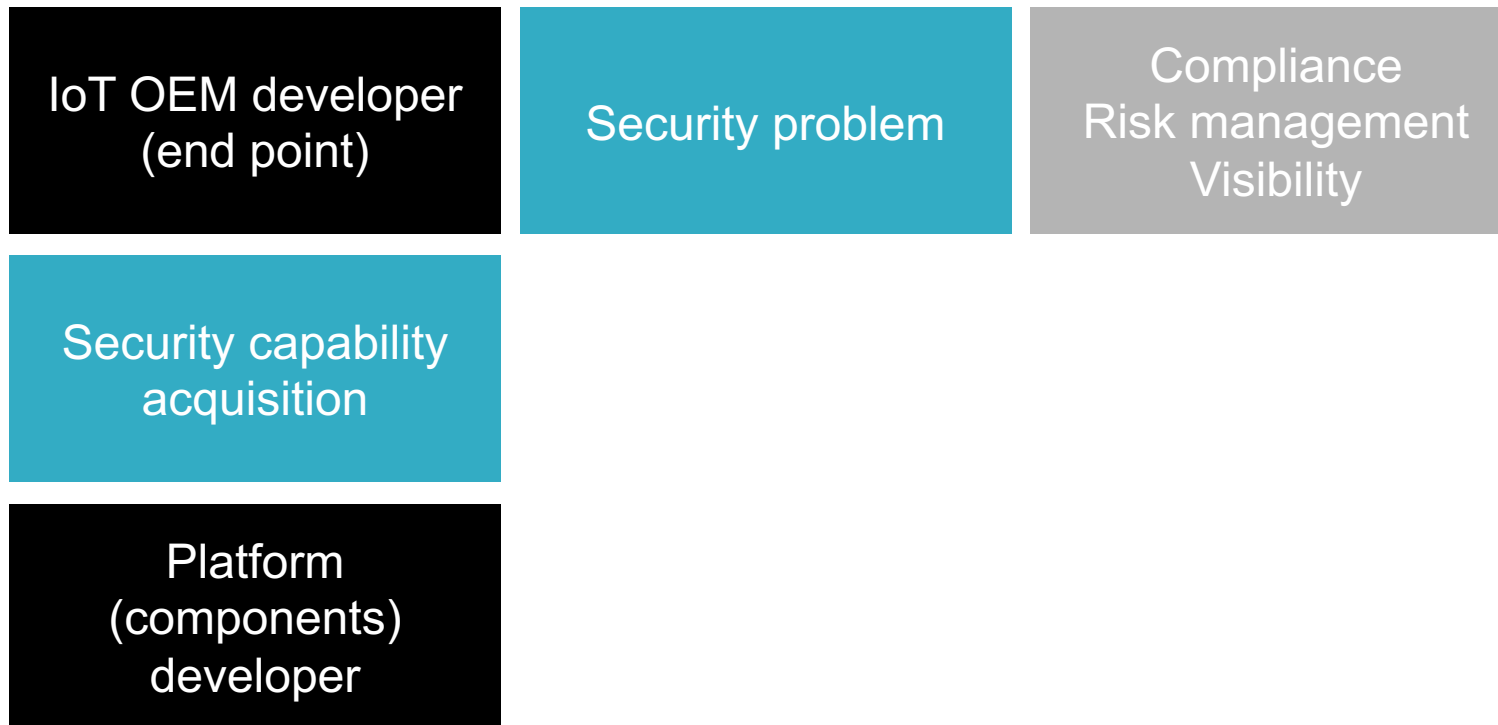 IoT OEM developer
(end point)
Security problem
Compliance
Risk management
Visibility
Security capability
acquisition
Platform
(components)
developer